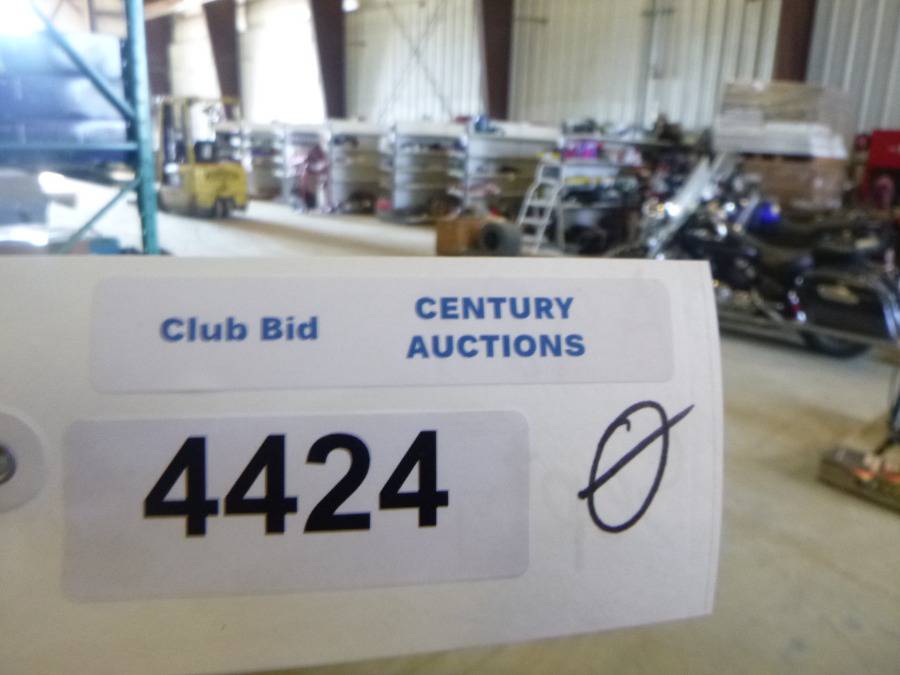 Club Bid
CENTURY
AUCTIONS
4424
Ø